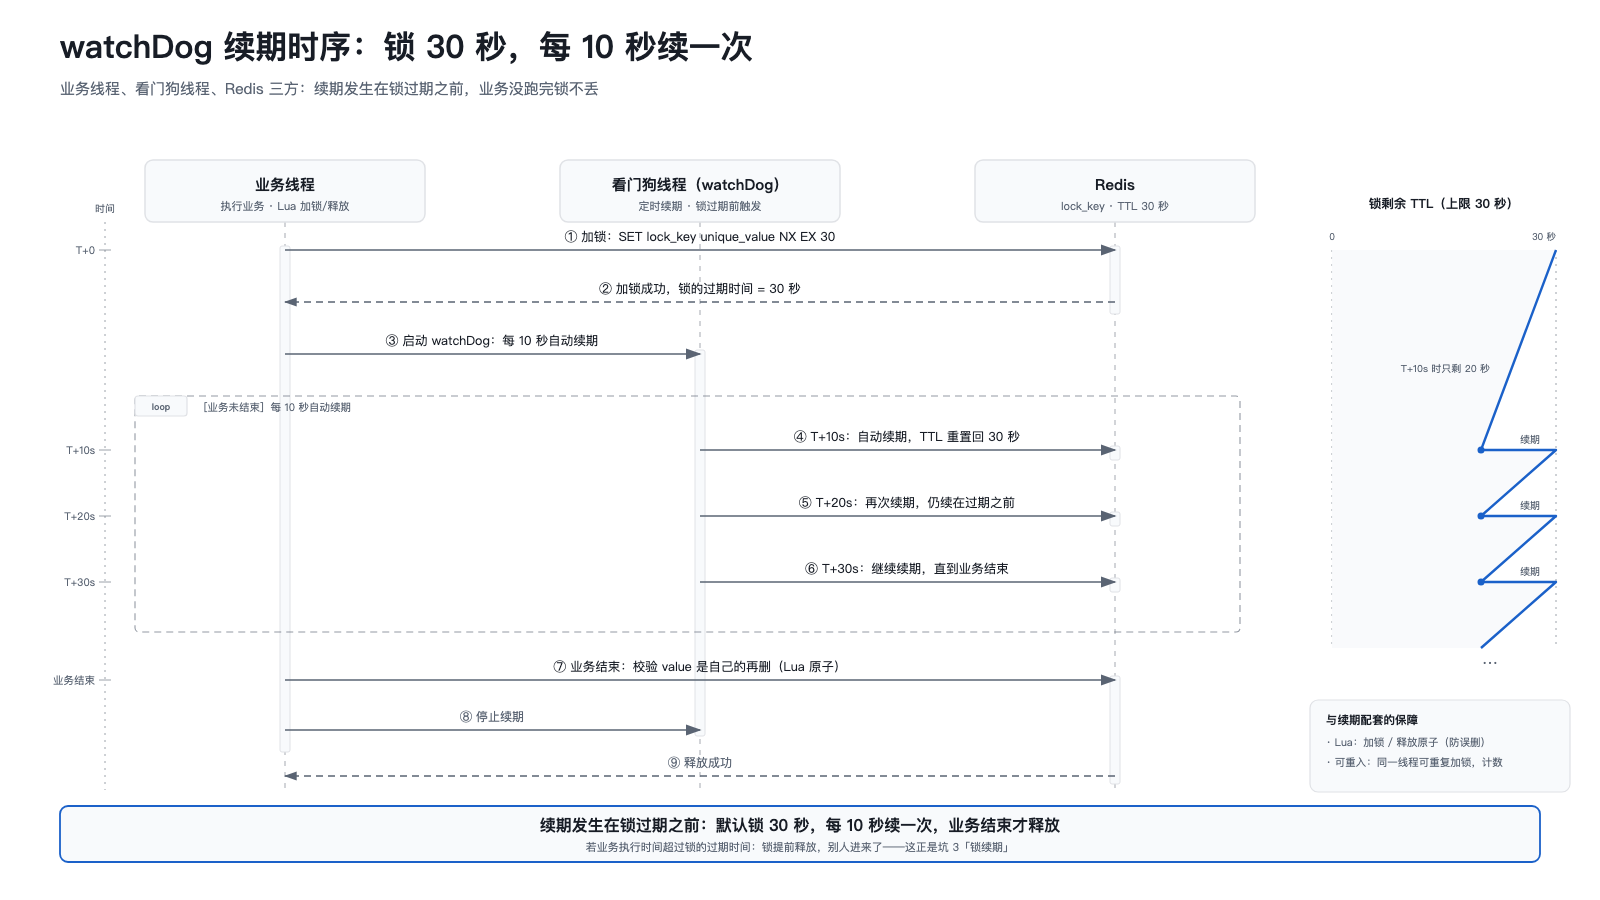 watchDog 续期时序：锁 30 秒，每 10 秒续一次
业务线程、看门狗线程、Redis 三方：续期发生在锁过期之前，业务没跑完锁不丢
业务线程
执行业务 · Lua 加锁/释放
看门狗线程（watchDog）
定时续期 · 锁过期前触发
Redis
lock_key · TTL 30 秒
锁剩余 TTL（上限 30 秒）
时间
0
30 秒
T+0
① 加锁：SET lock_key unique_value NX EX 30
② 加锁成功，锁的过期时间 = 30 秒
③ 启动 watchDog：每 10 秒自动续期
T+10s 时只剩 20 秒
loop
［业务未结束］每 10 秒自动续期
T+10s
④ T+10s：自动续期，TTL 重置回 30 秒
续期
T+20s
⑤ T+20s：再次续期，仍续在过期之前
续期
T+30s
⑥ T+30s：继续续期，直到业务结束
续期
…
业务结束
⑦ 业务结束：校验 value 是自己的再删（Lua 原子）
⑧ 停止续期
⑨ 释放成功
与续期配套的保障
· Lua：加锁 / 释放原子（防误删）
· 可重入：同一线程可重复加锁，计数
续期发生在锁过期之前：默认锁 30 秒，每 10 秒续一次，业务结束才释放
若业务执行时间超过锁的过期时间：锁提前释放，别人进来了——这正是坑 3「锁续期」